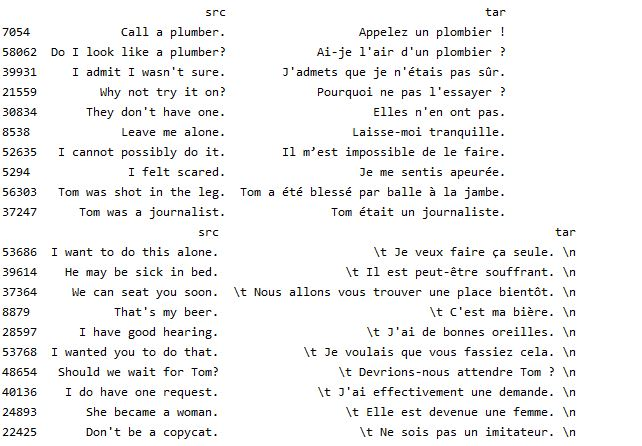 src tar
7054 Call a plumber. Appelez un plombier !
58062 Do I look like a plumber? Ai-je l'air d'un plombier ?
39931 I admit I wasn't sure. J'admets que je n'étais pas sûr.
21559 Why not try it on? Pourquoi ne pas l'essayer ?
30834 They don't have one. Elles n'en ont pas.
8538 Leave me alone. Laisse-moi tranquille.
52635 I cannot possibly do it. Il m’est impossible de le faire.
5294 I felt scared. Je me sentis apeurée.
56303 Tom was shot in the leg. Tom a été blessé par balle à la jambe.
37247 Tom was a journalist. Tom était un journaliste.
src tar
53686 I want to do this alone. \t Je veux faire ça seule. \n
39614 He may be sick in bed. \t Il est peut-être souffrant. \n
37364 We can seat you soon. \t Nous allons vous trouver une place bientôt. \n
8879 That's my beer. \t C'est ma bière. \n
28597 I have good hearing. \t J'ai de bonnes oreilles. \n
53768 I wanted you to do that. \t Je voulais que vous fassiez cela. \n
48654 Should we wait for Tom? \t Devrions-nous attendre Tom ? \n
40136 I do have one request. \t J'ai effectivement une demande. \n
24893 She became a woman. \t Elle est devenue une femme. \n
22425 Don't be a copycat. \t Ne sois pas un imitateur. \n